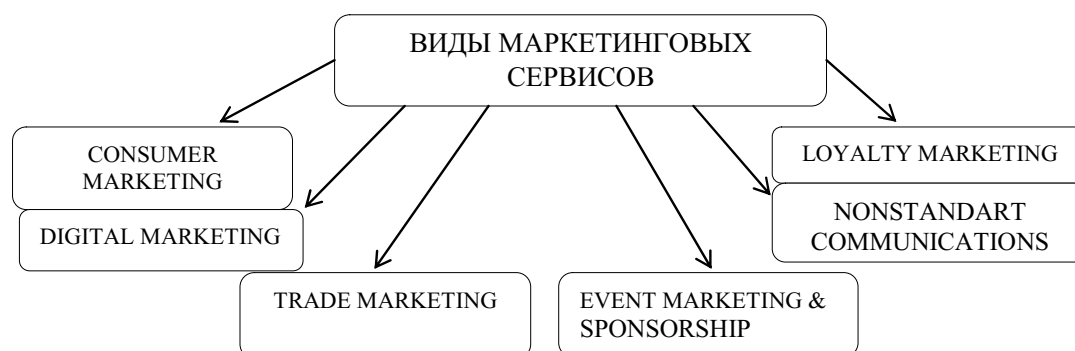 ВИДЫ МАРКЕТИНГОВЫХ
СЕРВИСОВ
CONSUMER
MARKETING
DIGITAL MARKETING
TRADE MARKETING
EVENT MARKETING &
SPONSORSHIP
LOYALTY MARKETING
NONSTANDART
COMMUNICATIONS